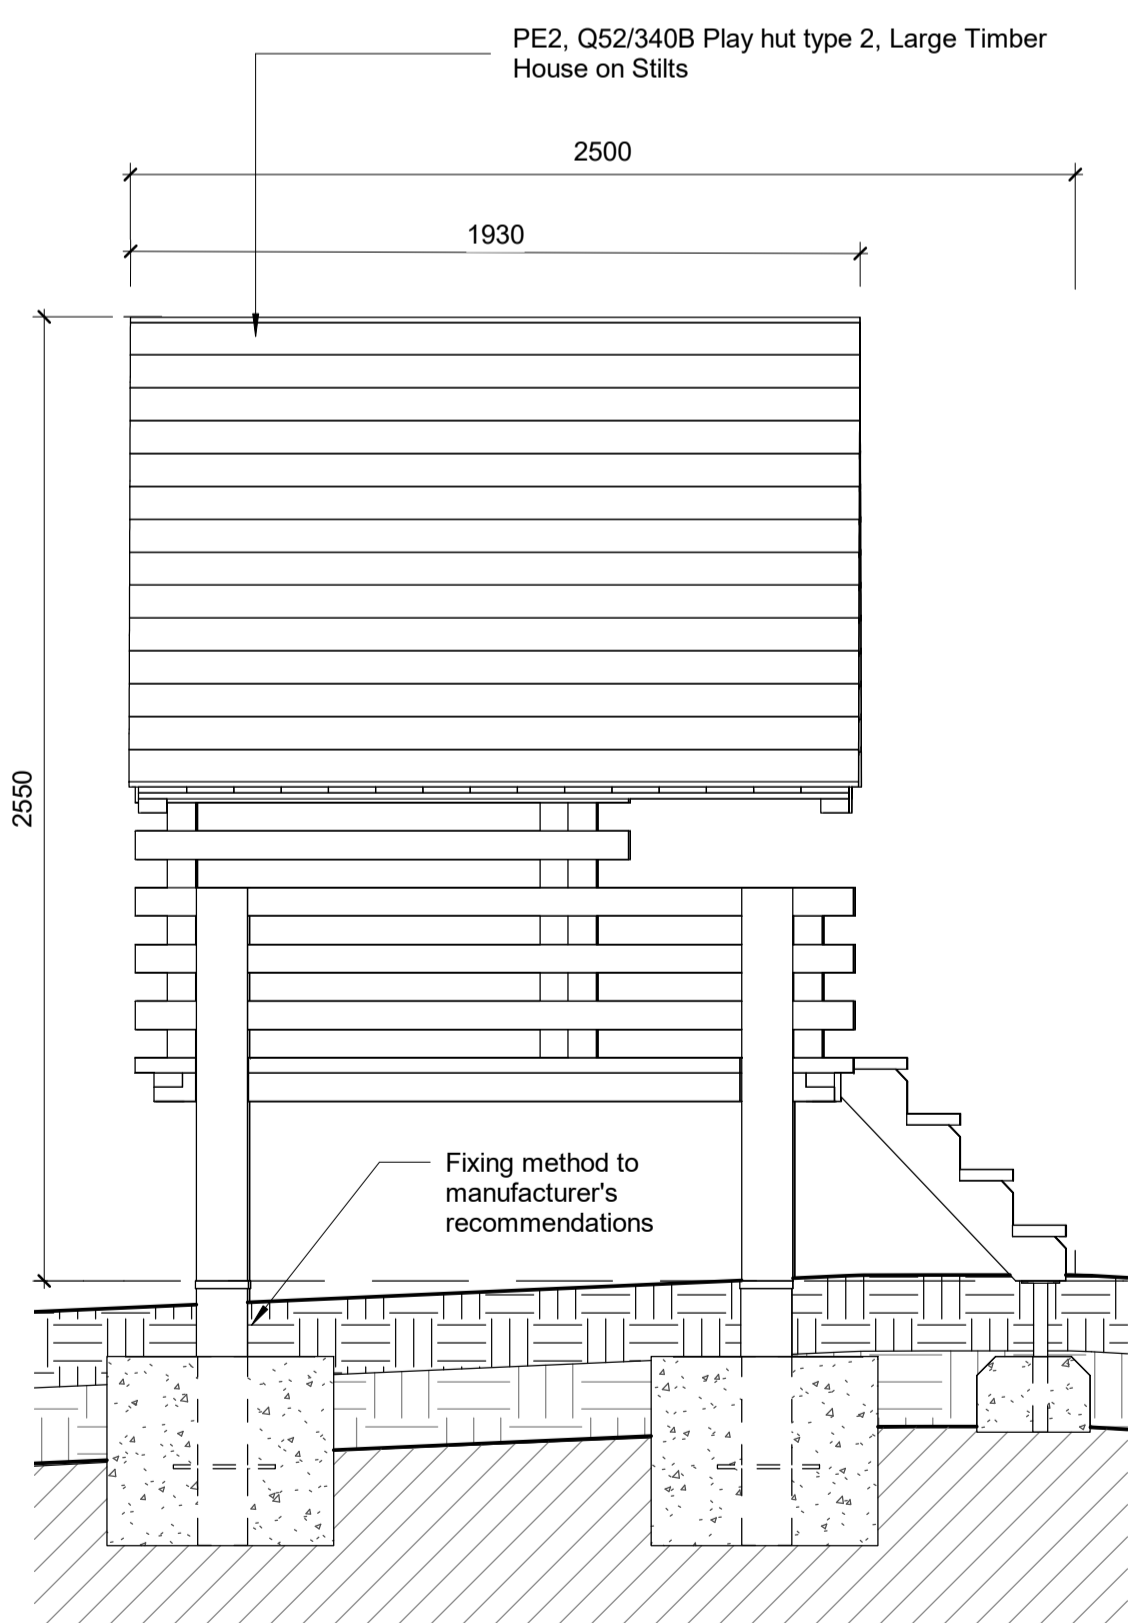 PE2, Q52/340B Play hut type 2, Large Timber
House on Stilts
2500
1930
2550
Fixing method to
manufacturer's
recommendations